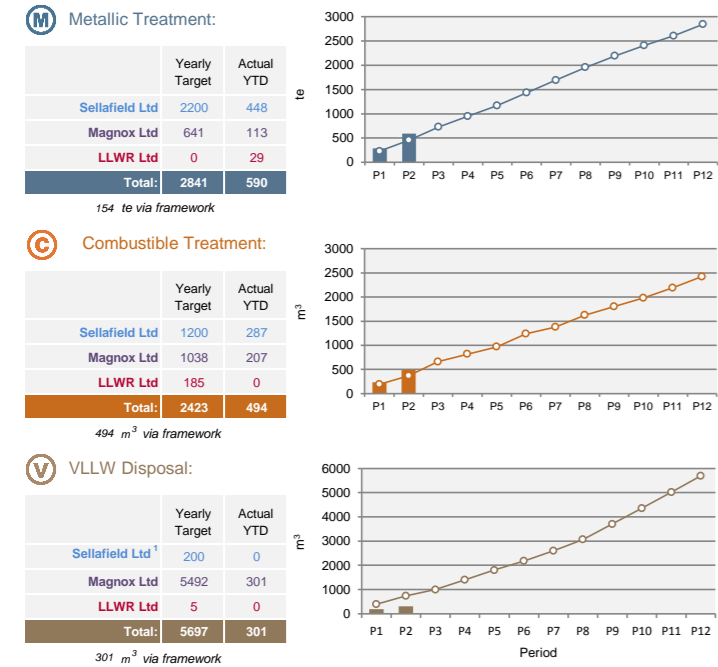 M Metallic Treatment:
Yearly Target Actual YTD
Sellafield Ltd 2200 448
Magnox Ltd 641 113
LLWR Ltd 0 29
Total: 2841 590
154 te via framework
te
3000
2500
2000
1500
1000
500
0
P1 P2 P3 P4 P5 P6 P7 P8 P9 P10 P11 P12
C Combustible Treatment:
Yearly Target Actual YTD
Sellafield Ltd 1200 287
Magnox Ltd 1038 207
LLWR Ltd 185 0
Total: 2423 494
494 m³ via framework
m³
3000
2500
2000
1500
1000
500
0
P1 P2 P3 P4 P5 P6 P7 P8 P9 P10 P11 P12
V VLLW Disposal:
Yearly Target Actual YTD
Sellafield Ltd ¹ 200 0
Magnox Ltd 5492 301
LLWR Ltd 5 0
Total: 5697 301
301 m³ via framework
m³
6000
5000
4000
3000
2000
1000
0
P1 P2 P3 P4 P5 P6 P7 P8 P9 P10 P11 P12
Period